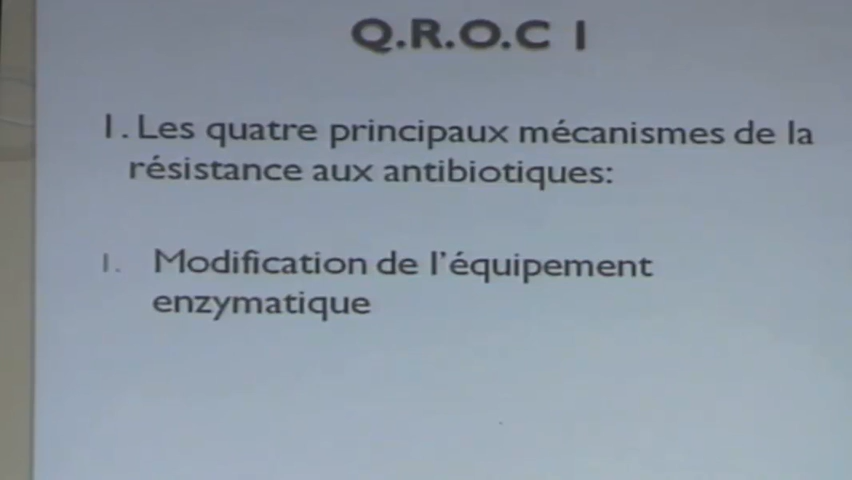 Q.R.O.C 1
1. Les quatre principaux mécanismes de la
résistance aux antibiotiques:
1. Modification de l'équipement
enzymatique